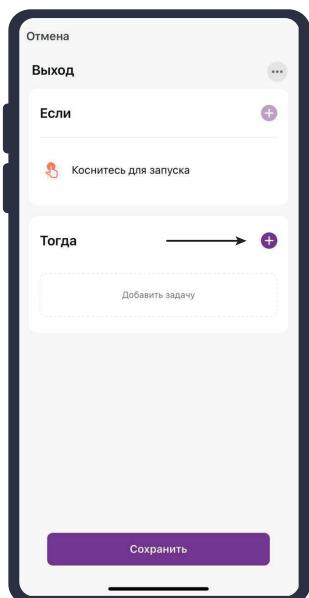 Отмена
Выход
Если
Коснитесь для запуска
Тогда
Добавить задачу
Сохранить